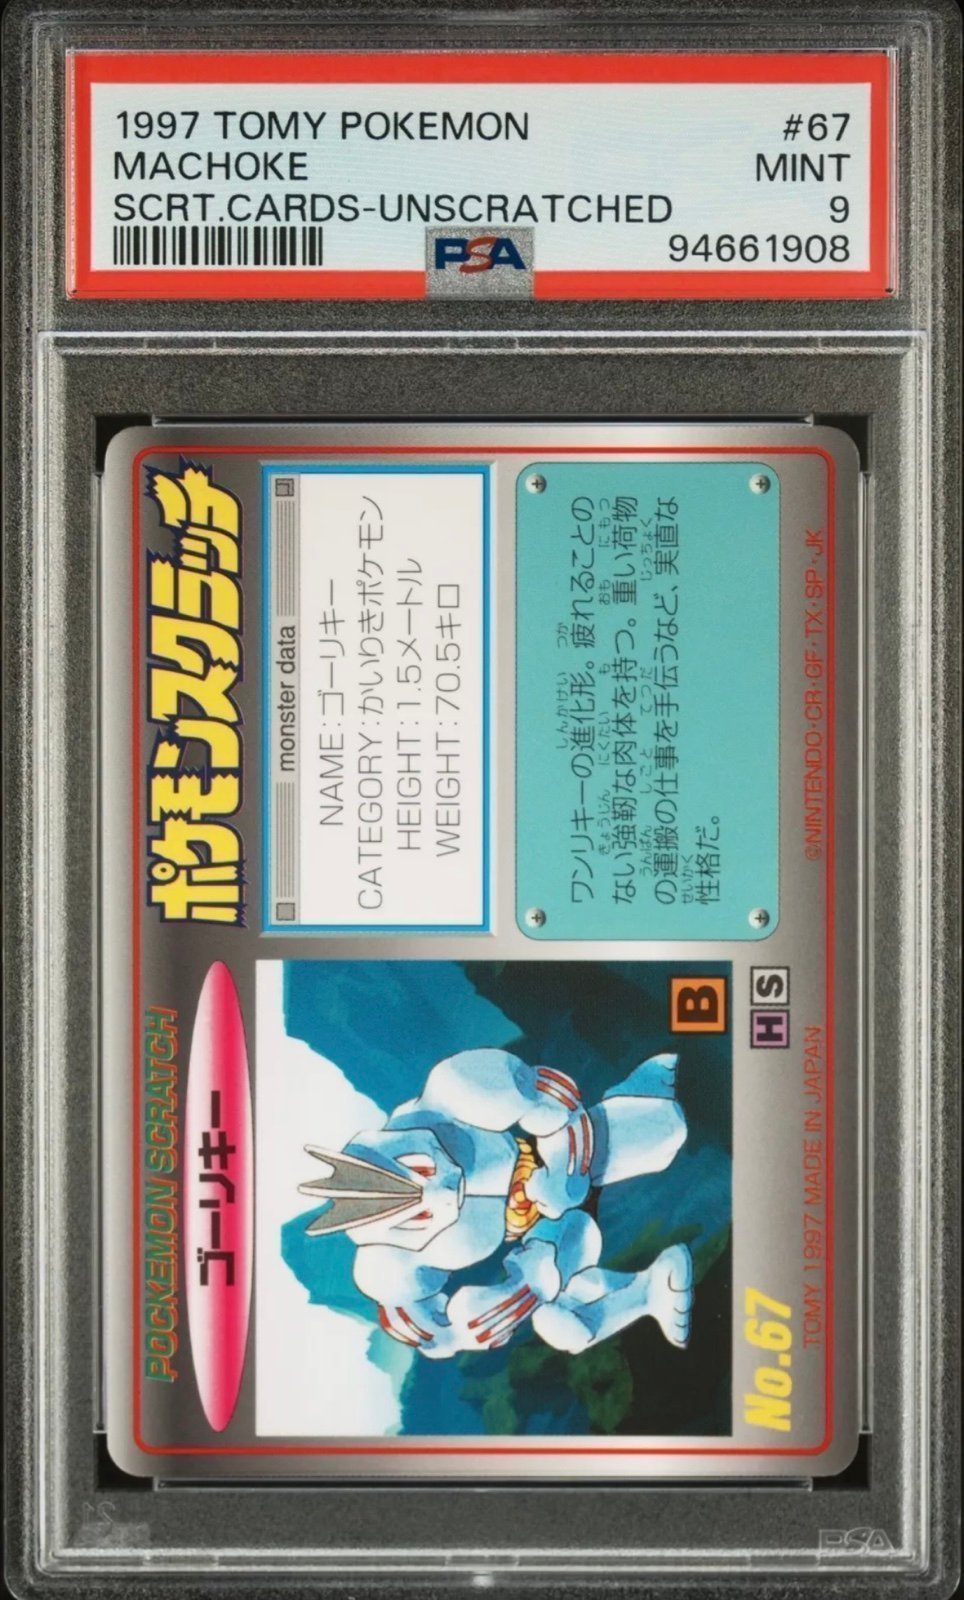 1997 TOMY POKEMON #67
MACHOKE MINT
SCRT.CARDS-UNSCRATCHED 9
PSA 94661908
POCKEMON SCRATCH
ポケモンスクラッチ
ゴーリキー
monster data
NAME:ゴーリキー
CATEGORY:かいりきポケモン
HEIGHT:1.5メートル
WEIGHT:70.5キロ
ワンリキーの進化形。疲れることの
ない強靭な肉体を持つ。重い荷物
の運搬の仕事を手伝うなど、実直な
性格だ。
B
H S
No.67
TOMY 1997 MADE IN JAPAN
©NINTENDO・CR・GF・TX・SP・JK
PSA